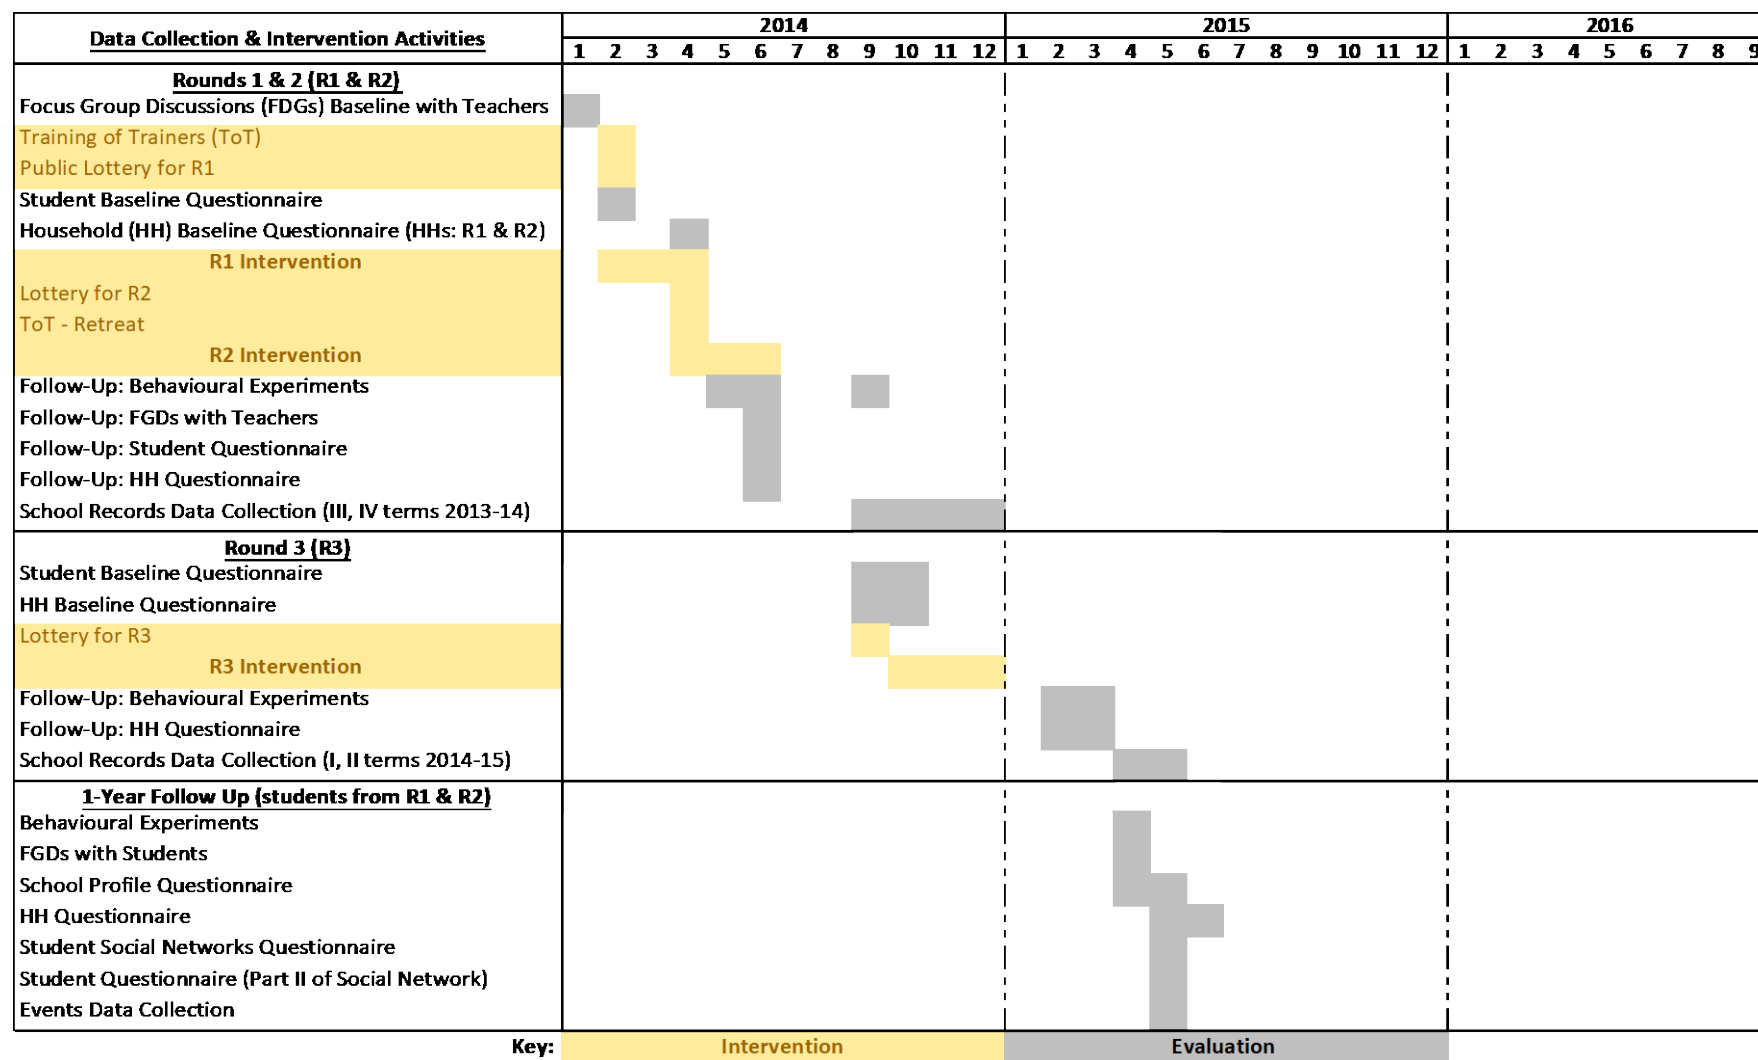 2014 2015 2016
Data Collection & Intervention Activities
1 2 3 4 5 6 7 8 9 10 11 12 1 2 3 4 5 6 7 8 9 10 11 12 1 2 3 4 5 6 7 8 9
Rounds 1 & 2 (R1 & R2)
Focus Group Discussions (FDGs) Baseline with Teachers
Training of Trainers (ToT)
Public Lottery for R1
Student Baseline Questionnaire
Household (HH) Baseline Questionnaire (HHs: R1 & R2)
R1 Intervention
Lottery for R2
ToT - Retreat
R2 Intervention
Follow-Up: Behavioural Experiments
Follow-Up: FGDs with Teachers
Follow-Up: Student Questionnaire
Follow-Up: HH Questionnaire
School Records Data Collection (III, IV terms 2013-14)
Round 3 (R3)
Student Baseline Questionnaire
HH Baseline Questionnaire
Lottery for R3
R3 Intervention
Follow-Up: Behavioural Experiments
Follow-Up: HH Questionnaire
School Records Data Collection (I, II terms 2014-15)
1-Year Follow Up (students from R1 & R2)
Behavioural Experiments
FGDs with Students
School Profile Questionnaire
HH Questionnaire
Student Social Networks Questionnaire
Student Questionnaire (Part II of Social Network)
Events Data Collection
Key: Intervention Evaluation